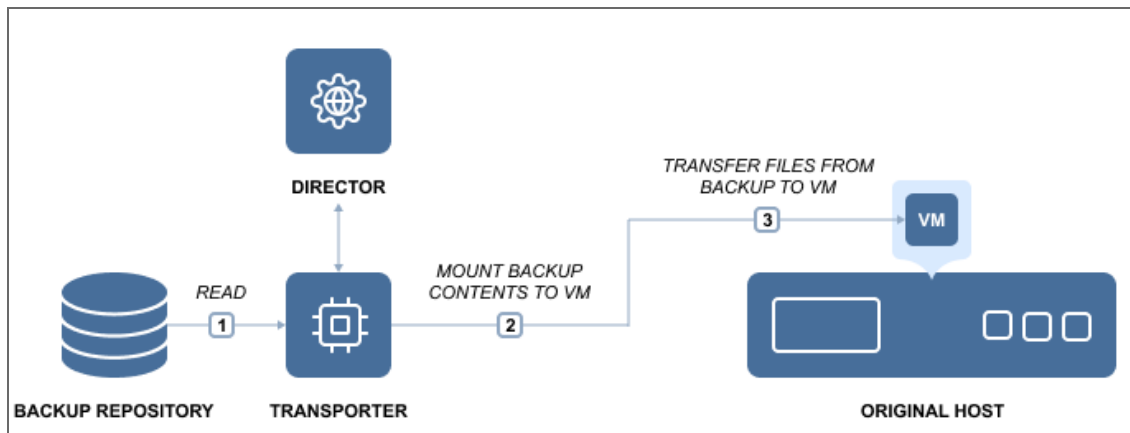 DIRECTOR
TRANSFER FILES FROM
BACKUP TO VM
3
VM
READ
1
MOUNT BACKUP
CONTENTS TO VM
2
BACKUP REPOSITORY
TRANSPORTER
ORIGINAL HOST